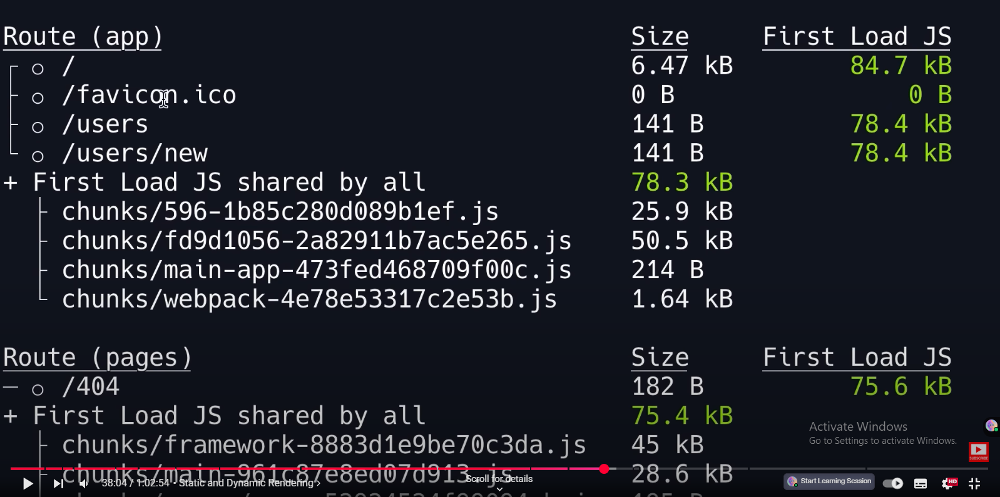 Route (app) Size First Load JS
┌ ○ / 6.47 kB 84.7 kB
├ ○ /favicon.ico 0 B 0 B
├ ○ /users 141 B 78.4 kB
└ ○ /users/new 141 B 78.4 kB
+ First Load JS shared by all 78.3 kB
├ chunks/596-1b85c280d089b1ef.js 25.9 kB
├ chunks/fd9d1056-2a82911b7ac5e265.js 50.5 kB
├ chunks/main-app-473fed468709f00c.js 214 B
└ chunks/webpack-4e78e53317c2e53b.js 1.64 kB
Route (pages) Size First Load JS
─ ○ /404 182 B 75.6 kB
+ First Load JS shared by all 75.4 kB
├ chunks/framework-8883d1e9be70c3da.js 45 kB
Activate Windows
Go to Settings to activate Windows.
SUBSCRIBE
├ chunks/main-961c87e8ed07d913.js 28.6 kB
38:04 / 1:02:54 • Static and Dynamic Rendering >
Scroll for details
Start Learning Session
HD